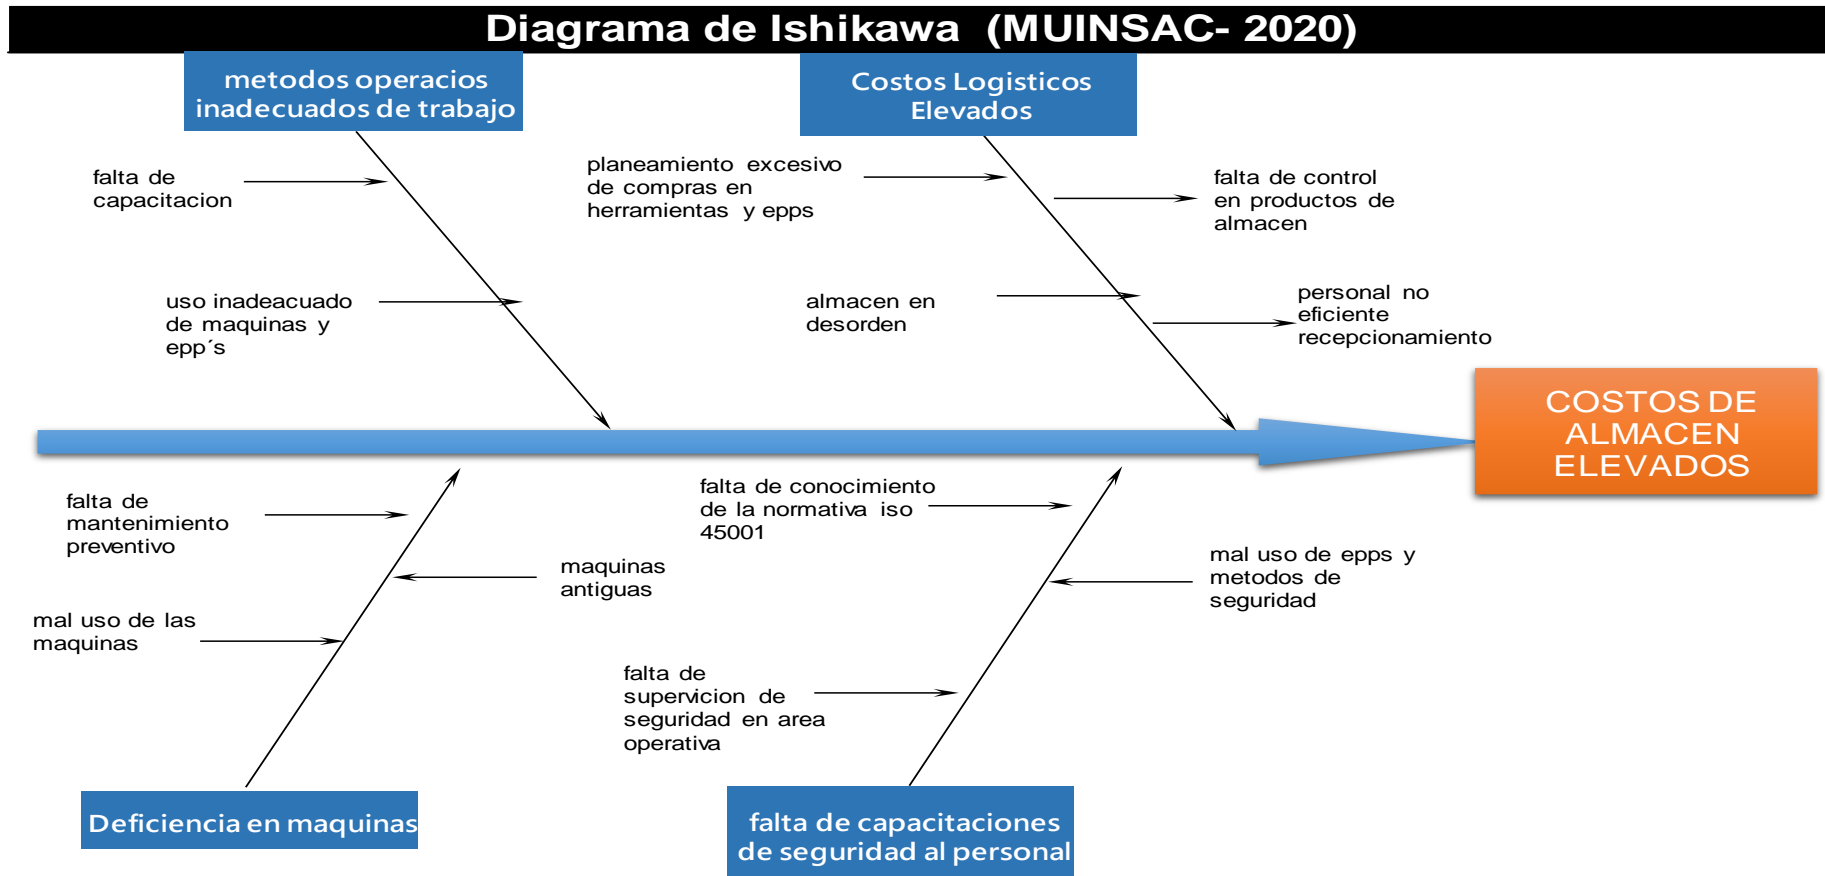 Diagrama de Ishikawa (MUINSAC- 2020)
metodos operacios
inadecuados de trabajo
Costos Logisticos
Elevados
falta de
capacitacion
planeamiento excesivo
de compras en
herramientas y epps
falta de control
en productos de
almacen
uso inadeacuado
de maquinas y
epp´s
almacen en
desorden
personal no
eficiente
recepcionamiento
COSTOS DE
ALMACEN
ELEVADOS
falta de
mantenimiento
preventivo
falta de conocimiento
de la normativa iso
45001
maquinas
antiguas
mal uso de epps y
metodos de
seguridad
mal uso de las
maquinas
falta de
supervicion de
seguridad en area
operativa
Deficiencia en maquinas
falta de capacitaciones
de seguridad al personal